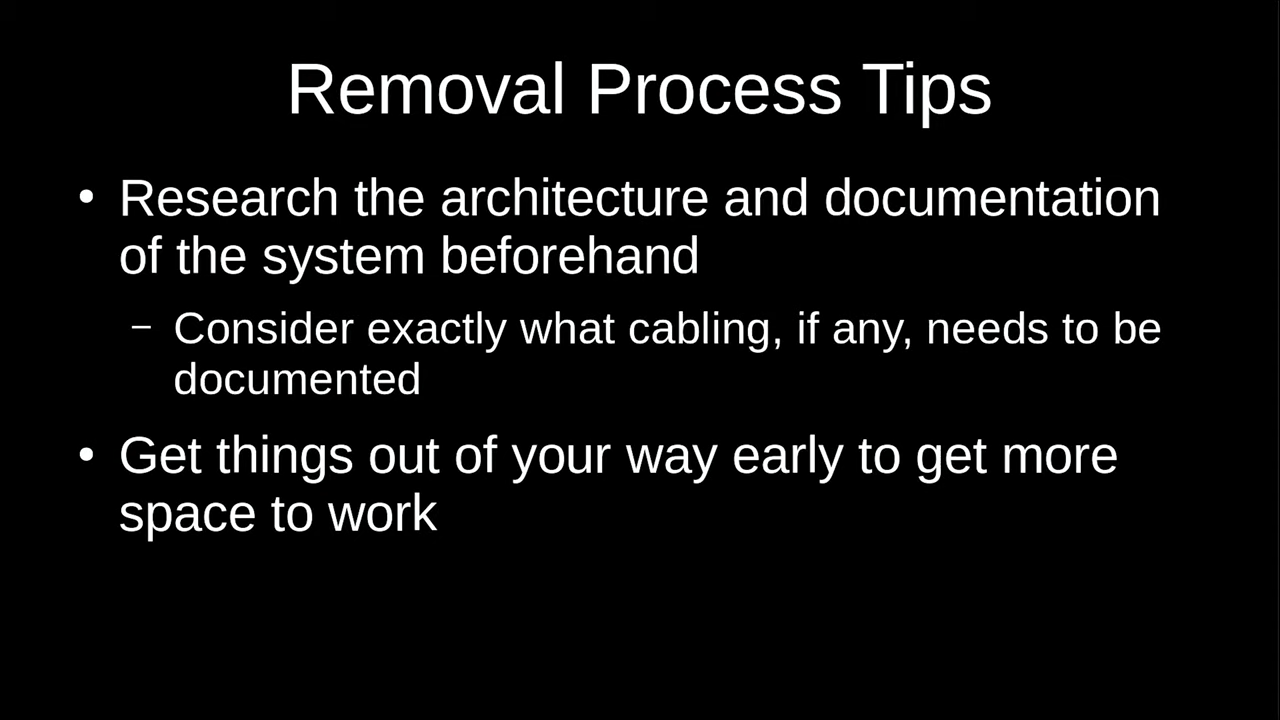 Removal Process Tips
• Research the architecture and documentation
of the system beforehand
– Consider exactly what cabling, if any, needs to be
documented
• Get things out of your way early to get more
space to work